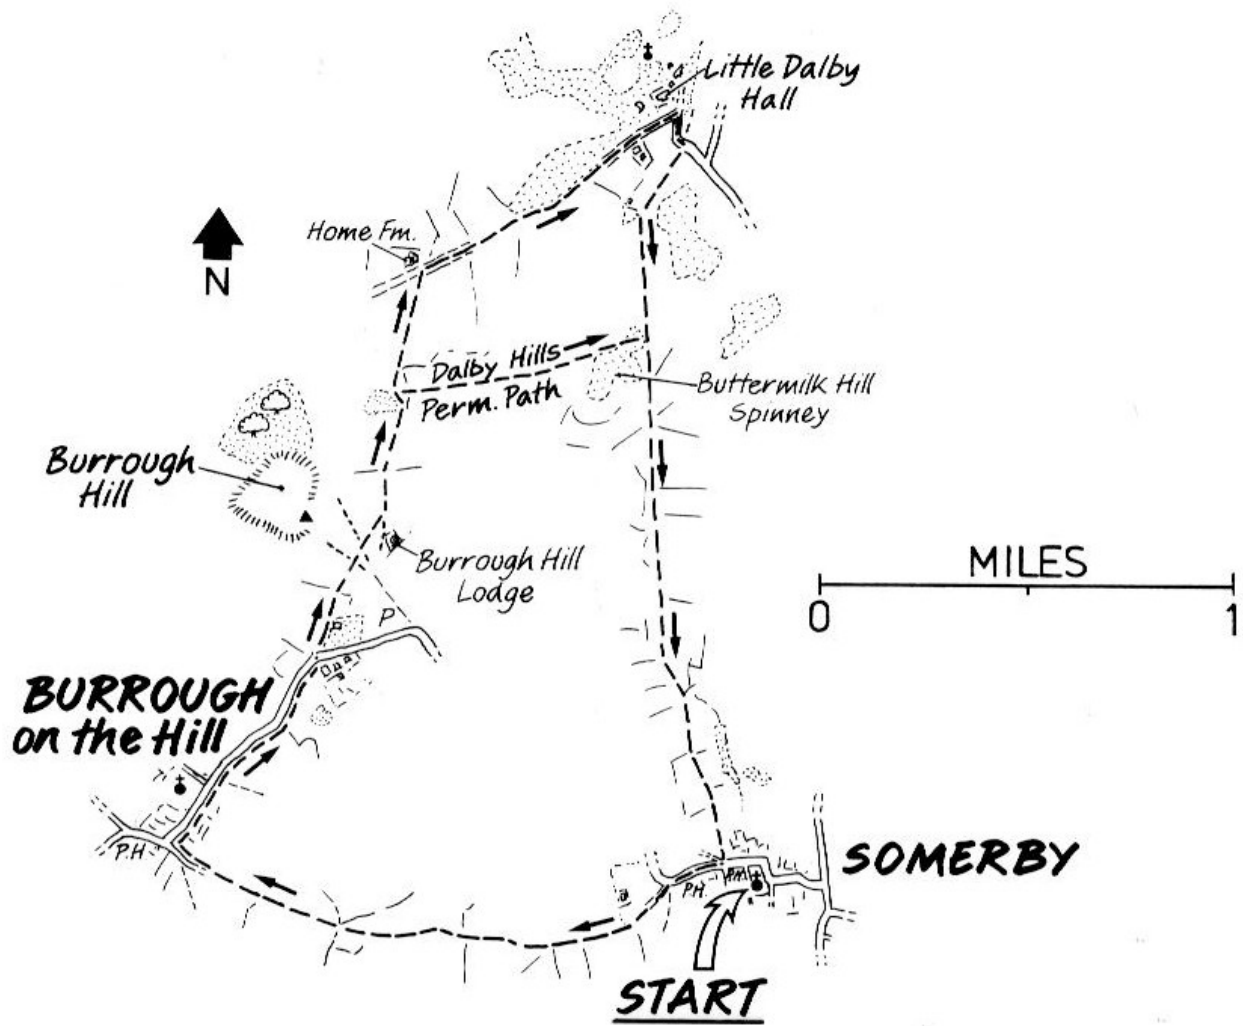 Little Dalby
Hall
Home Fm.
N
Dalby Hills
Perm. Path
Buttermilk Hill
Spinney
Burrough
Hill
Burrough Hill
Lodge
MILES
0
1
P
BURROUGH
on the Hill
P.H.
SOMERBY
P.H.
P.H.
START